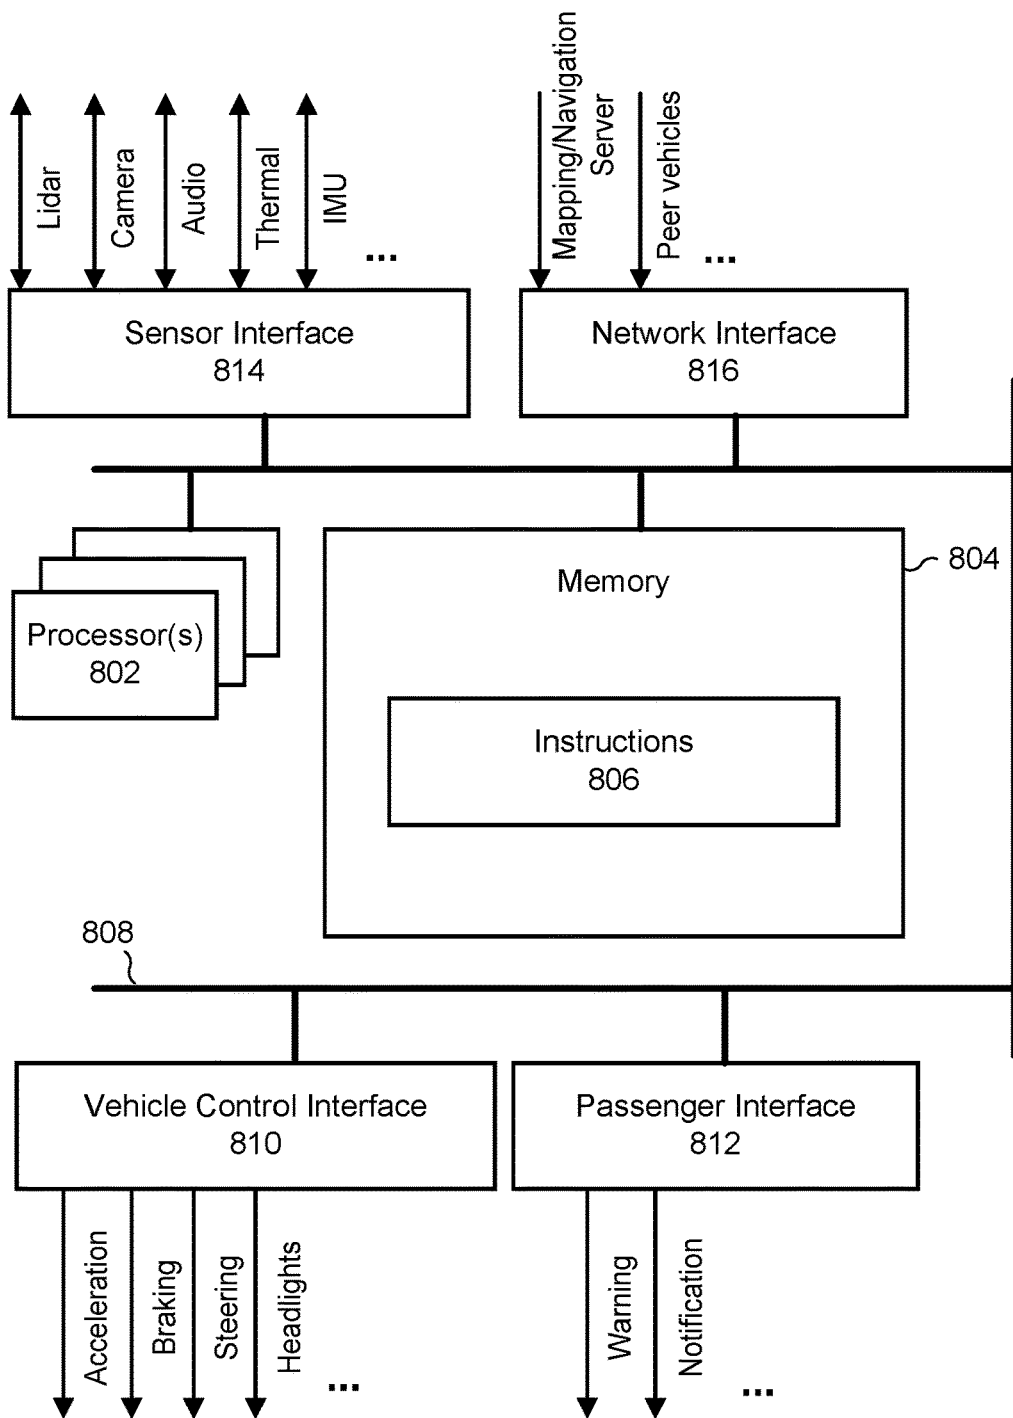 Lidar
Camera
Audio
Thermal
IMU
...
Mapping/Navigation
Server
Peer vehicles
...
Sensor Interface
814
Network Interface
816
Processor(s)
802
Memory
804
Instructions
806
808
Vehicle Control Interface
810
Passenger Interface
812
Acceleration
Braking
Steering
Headlights
...
Warning
Notification
...